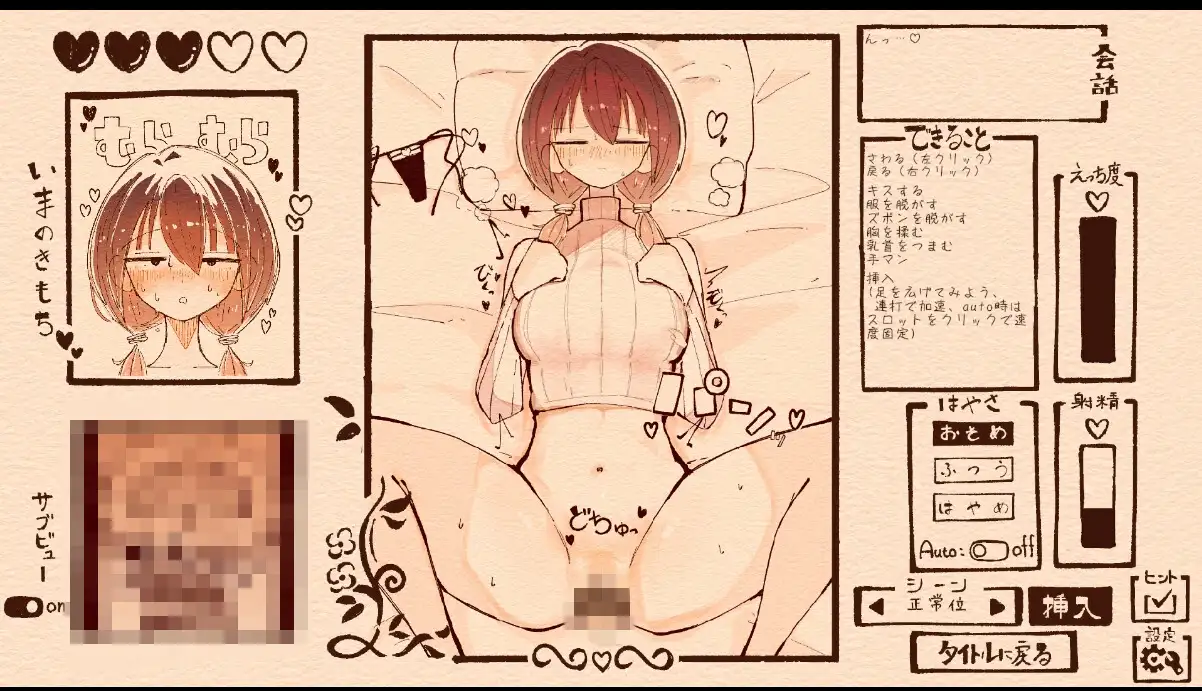 むらむら
いまのきもち
サブビュー
on
びくっ
ぞくっ
どちゅっ
会話
んっ…♡
できること
さわる(左クリック)
戻る(右クリック)
キスする
服を脱がす
ズボンを脱がす
胸を揉む
乳首をつまむ
手マン
挿入
(足を広げてみよう、
連打で加速、auto時は
スロットをクリックで速
度固定)
えっち度
はやさ
おそめ
ふつう
はやめ
Auto: off
射精
シーン
正常位
挿入
タイトルに戻る
ヒント
設定